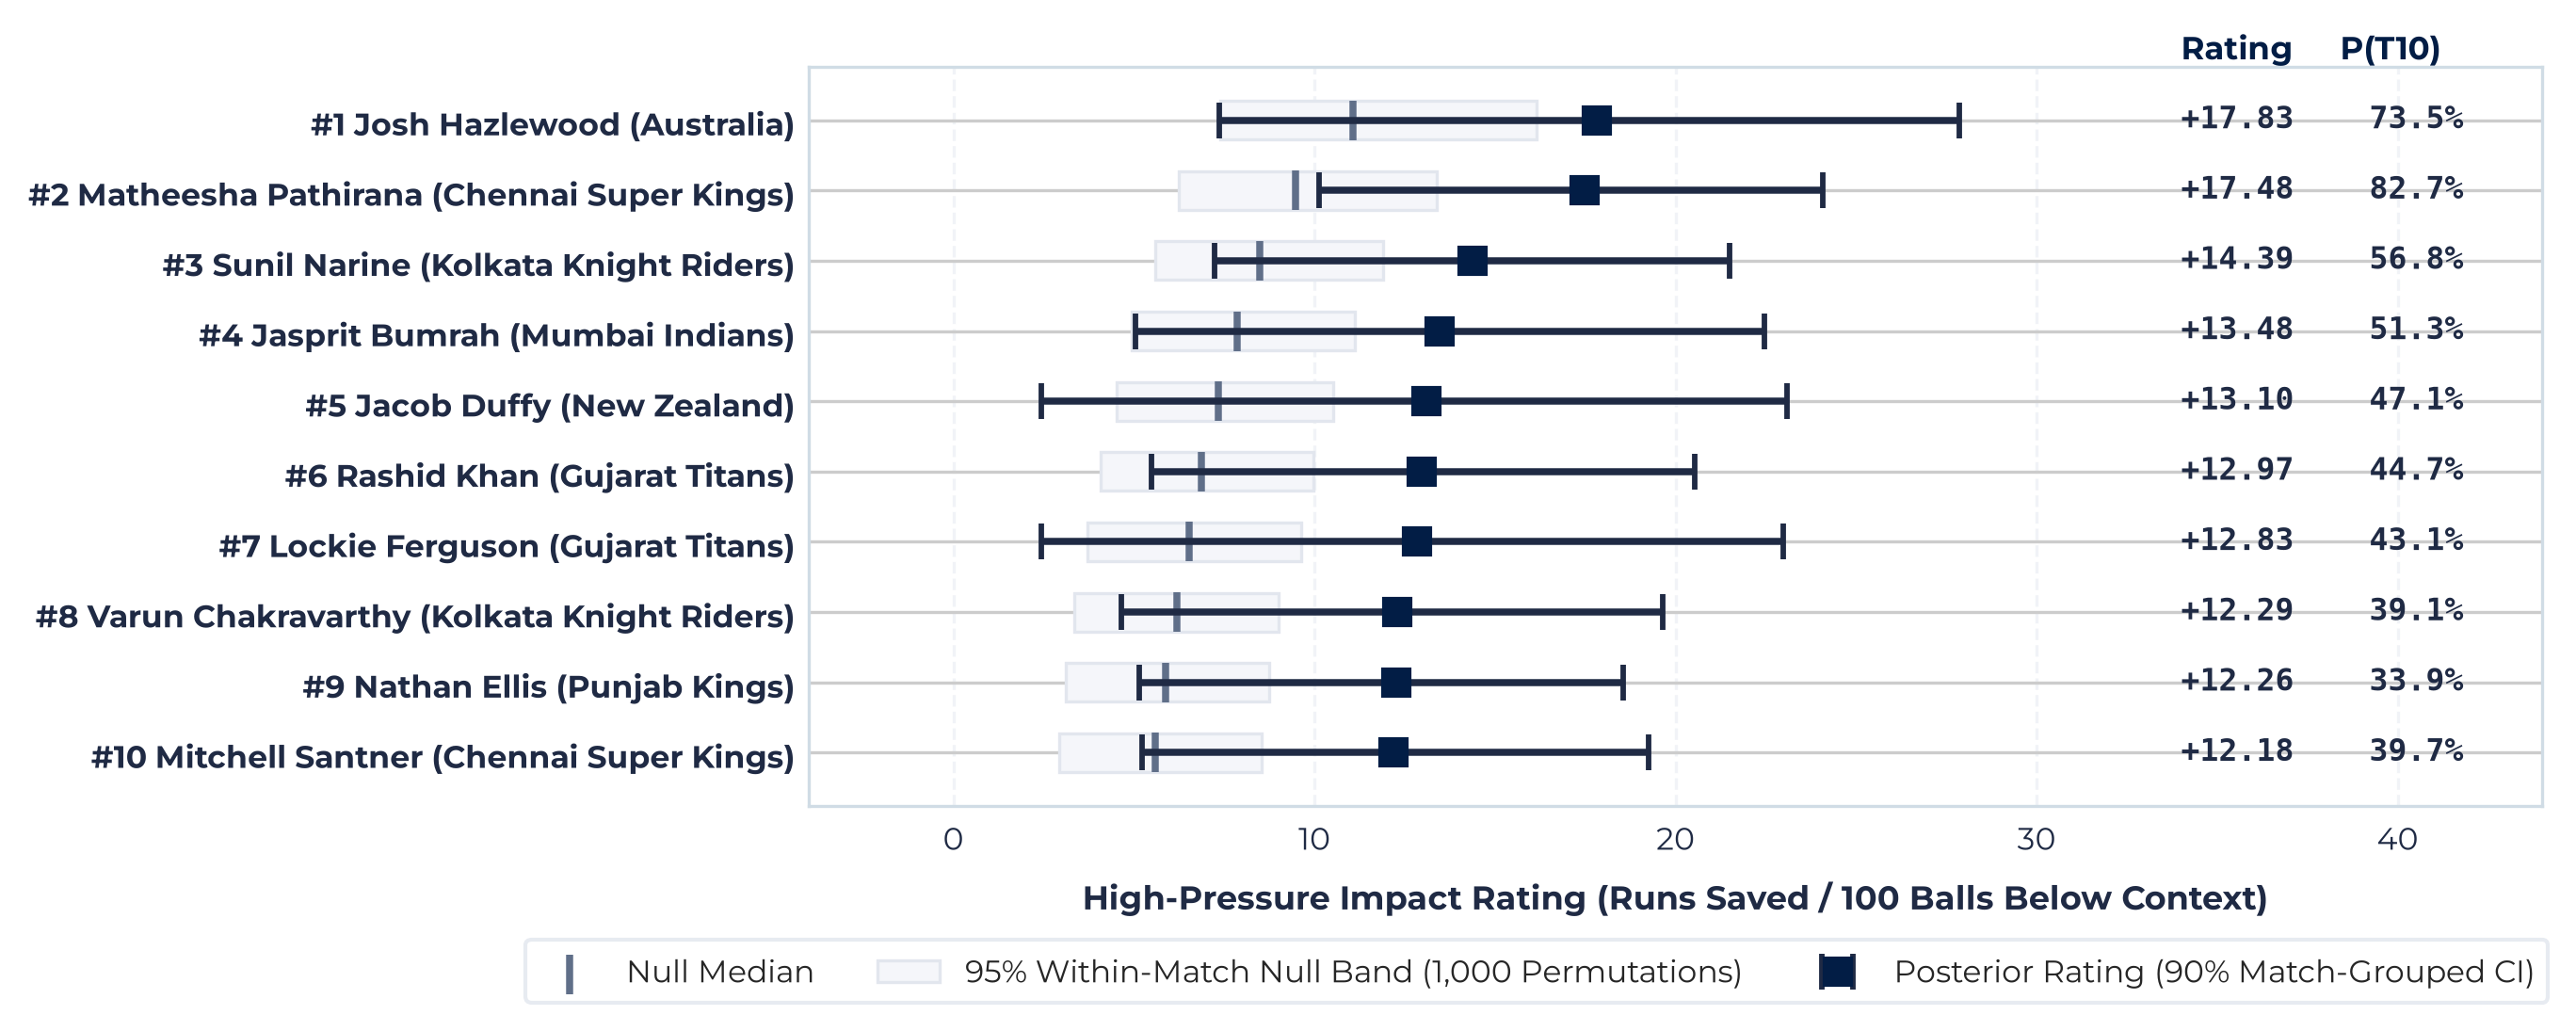 Rating P(T10)
#1 Josh Hazlewood (Australia) +17.83 73.5%
#2 Matheesha Pathirana (Chennai Super Kings) +17.48 82.7%
#3 Sunil Narine (Kolkata Knight Riders) +14.39 56.8%
#4 Jasprit Bumrah (Mumbai Indians) +13.48 51.3%
#5 Jacob Duffy (New Zealand) +13.10 47.1%
#6 Rashid Khan (Gujarat Titans) +12.97 44.7%
#7 Lockie Ferguson (Gujarat Titans) +12.83 43.1%
#8 Varun Chakravarthy (Kolkata Knight Riders) +12.29 39.1%
#9 Nathan Ellis (Punjab Kings) +12.26 33.9%
#10 Mitchell Santner (Chennai Super Kings) +12.18 39.7%
0 10 20 30 40
High-Pressure Impact Rating (Runs Saved / 100 Balls Below Context)
Null Median 95% Within-Match Null Band (1,000 Permutations) Posterior Rating (90% Match-Grouped CI)